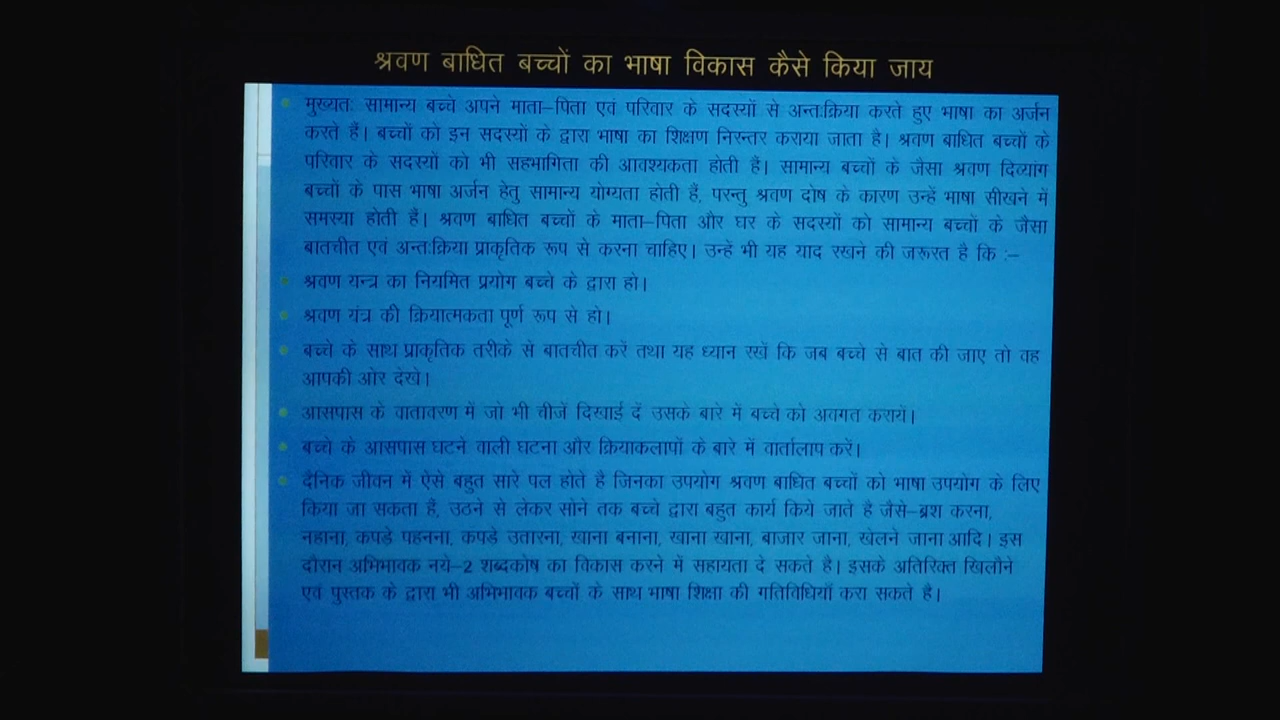 श्रवण बाधित बच्चों का भाषा विकास कैसे किया जाय
मुख्यतः सामान्य बच्चे अपने माता–पिता एवं परिवार के सदस्यों से अन्तःक्रिया करते हुए भाषा का अर्जन
करते हैं। बच्चों को इन सदस्यों के द्वारा भाषा का शिक्षण निरन्तर कराया जाता है। श्रवण बाधित बच्चों के
परिवार के सदस्यों को भी सहभागिता की आवश्यकता होती हैं। सामान्य बच्चों के जैसा श्रवण दिव्यांग
बच्चों के पास भाषा अर्जन हेतु सामान्य योग्यता होती हैं, परन्तु श्रवण दोष के कारण उन्हें भाषा सीखने में
समस्या होती हैं। श्रवण बाधित बच्चों के माता–पिता और घर के सदस्यों को सामान्य बच्चों के जैसा
बातचीत एवं अन्तःक्रिया प्राकृतिक रूप से करना चाहिए। उन्हें भी यह याद रखने की जरूरत है कि :–
श्रवण यन्त्र का नियमित प्रयोग बच्चे के द्वारा हो।
श्रवण यंत्र की क्रियात्मकता पूर्ण रूप से हो।
बच्चे के साथ प्राकृतिक तरीके से बातचीत करें तथा यह ध्यान रखें कि जब बच्चे से बात की जाए तो वह
आपकी ओर देखे।
आसपास के वातावरण में जो भी चीजें दिखाई दें उसके बारे में बच्चे को अवगत करायें।
बच्चे के आसपास घटने वाली घटना और क्रियाकलापों के बारे में वार्तालाप करें।
दैनिक जीवन में ऐसे बहुत सारे पल होते है जिनका उपयोग श्रवण बाधित बच्चों को भाषा उपयोग के लिए
किया जा सकता हैं, उठने से लेकर सोने तक बच्चे द्वारा बहुत कार्य किये जाते है जैसे–ब्रश करना,
नहाना, कपड़े पहनना, कपडे उतारना, खाना बनाना, खाना खाना, बाजार जाना, खेलने जाना आदि। इस
दौरान अभिभावक नये–2 शब्दकोष का विकास करने में सहायता दे सकते है। इसके अतिरिक्त खिलौने
एवं पुस्तक के द्वारा भी अभिभावक बच्चों के साथ भाषा शिक्षा की गतिविधियाँ करा सकते है।